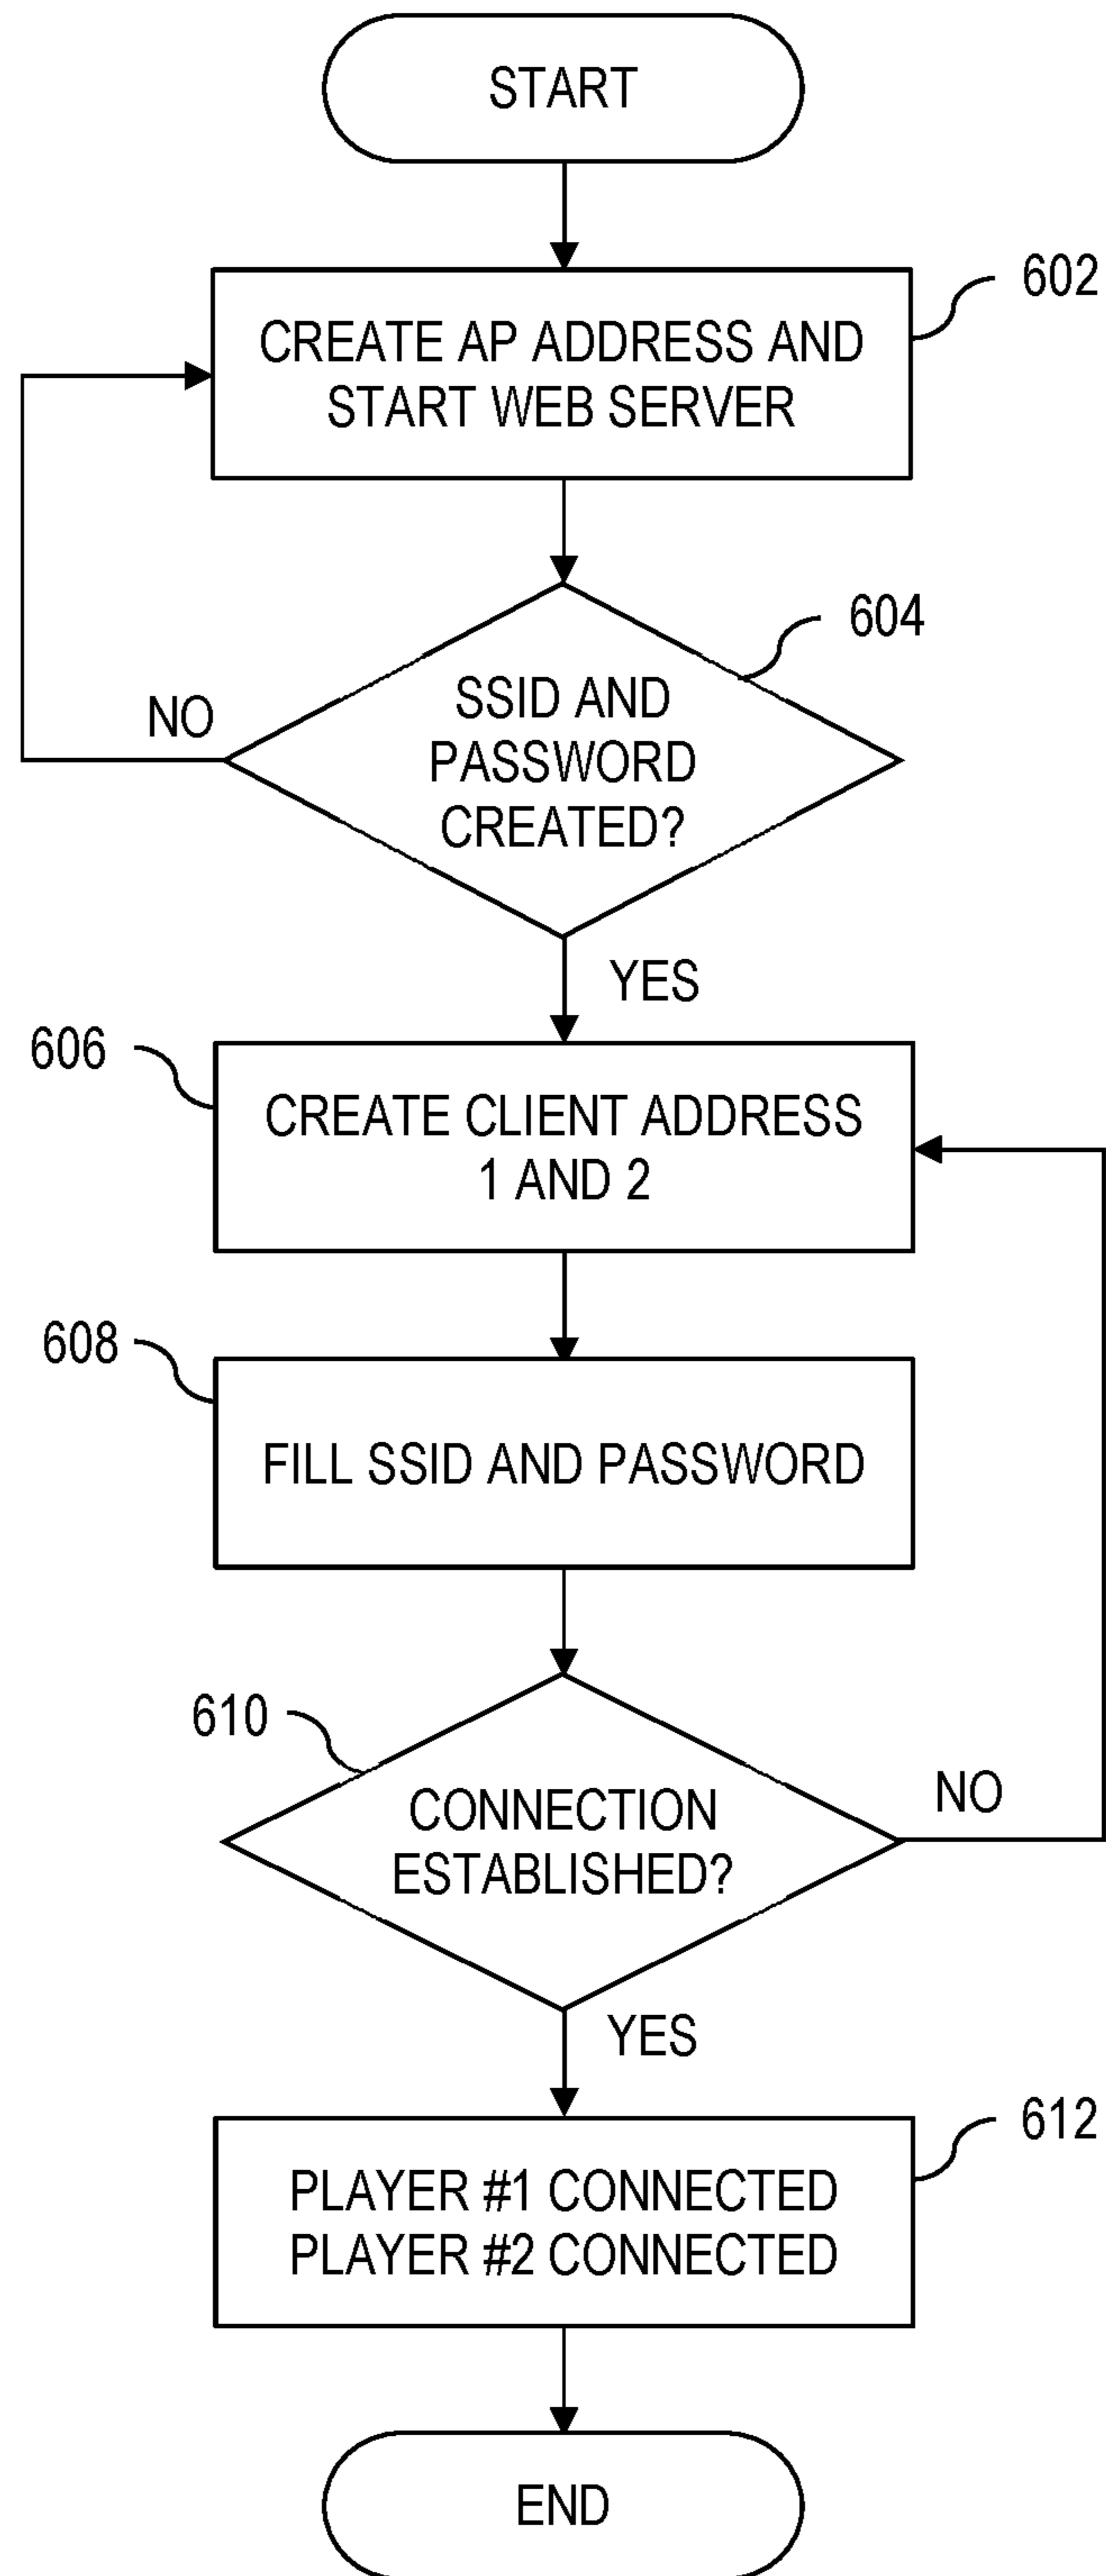 START
602
CREATE AP ADDRESS AND
START WEB SERVER
604
SSID AND
PASSWORD
CREATED?
NO
YES
606
CREATE CLIENT ADDRESS
1 AND 2
608
FILL SSID AND PASSWORD
610
CONNECTION
ESTABLISHED?
NO
YES
612
PLAYER #1 CONNECTED
PLAYER #2 CONNECTED
END